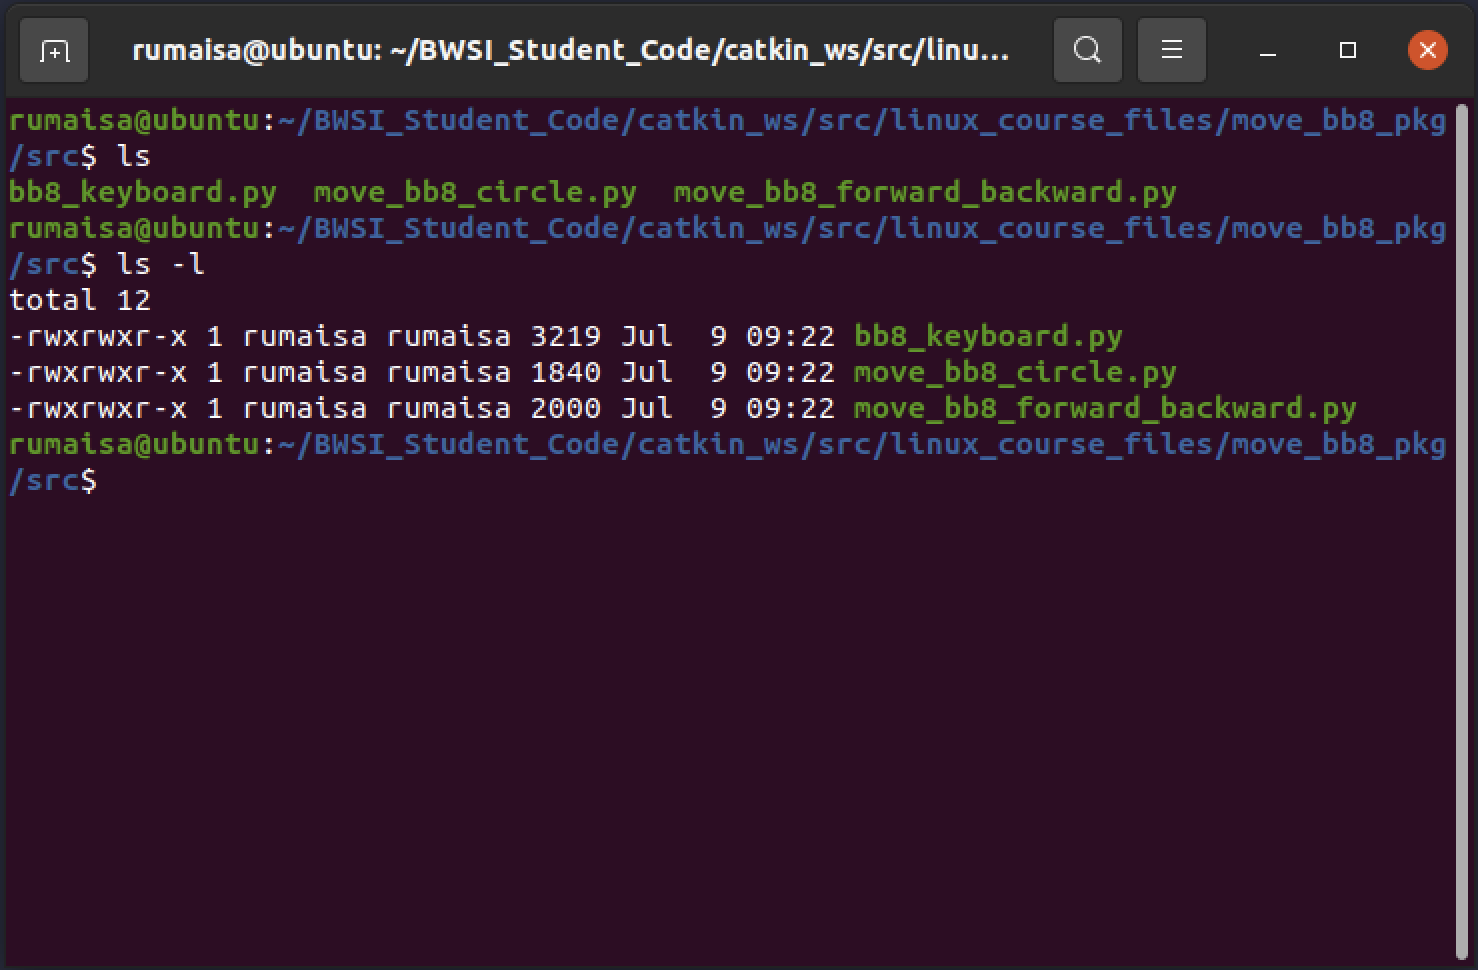 rumaisa@ubuntu: ~/BWSI_Student_Code/catkin_ws/src/linu...
rumaisa@ubuntu:~/BWSI_Student_Code/catkin_ws/src/linux_course_files/move_bb8_pkg
/src$ ls
bb8_keyboard.py  move_bb8_circle.py  move_bb8_forward_backward.py
rumaisa@ubuntu:~/BWSI_Student_Code/catkin_ws/src/linux_course_files/move_bb8_pkg
/src$ ls -l
total 12
-rwxrwxr-x 1 rumaisa rumaisa 3219 Jul  9 09:22 bb8_keyboard.py
-rwxrwxr-x 1 rumaisa rumaisa 1840 Jul  9 09:22 move_bb8_circle.py
-rwxrwxr-x 1 rumaisa rumaisa 2000 Jul  9 09:22 move_bb8_forward_backward.py
rumaisa@ubuntu:~/BWSI_Student_Code/catkin_ws/src/linux_course_files/move_bb8_pkg
/src$